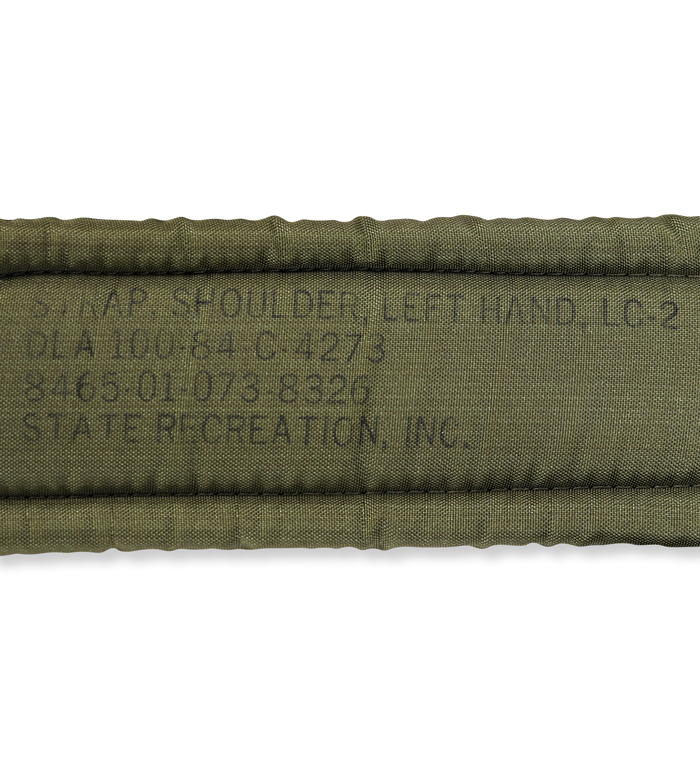 STRAP, SHOULDER, LEFT HAND, LC-2
DLA 100-84-C-4273
8465-01-073-8326
STATE RECREATION, INC.